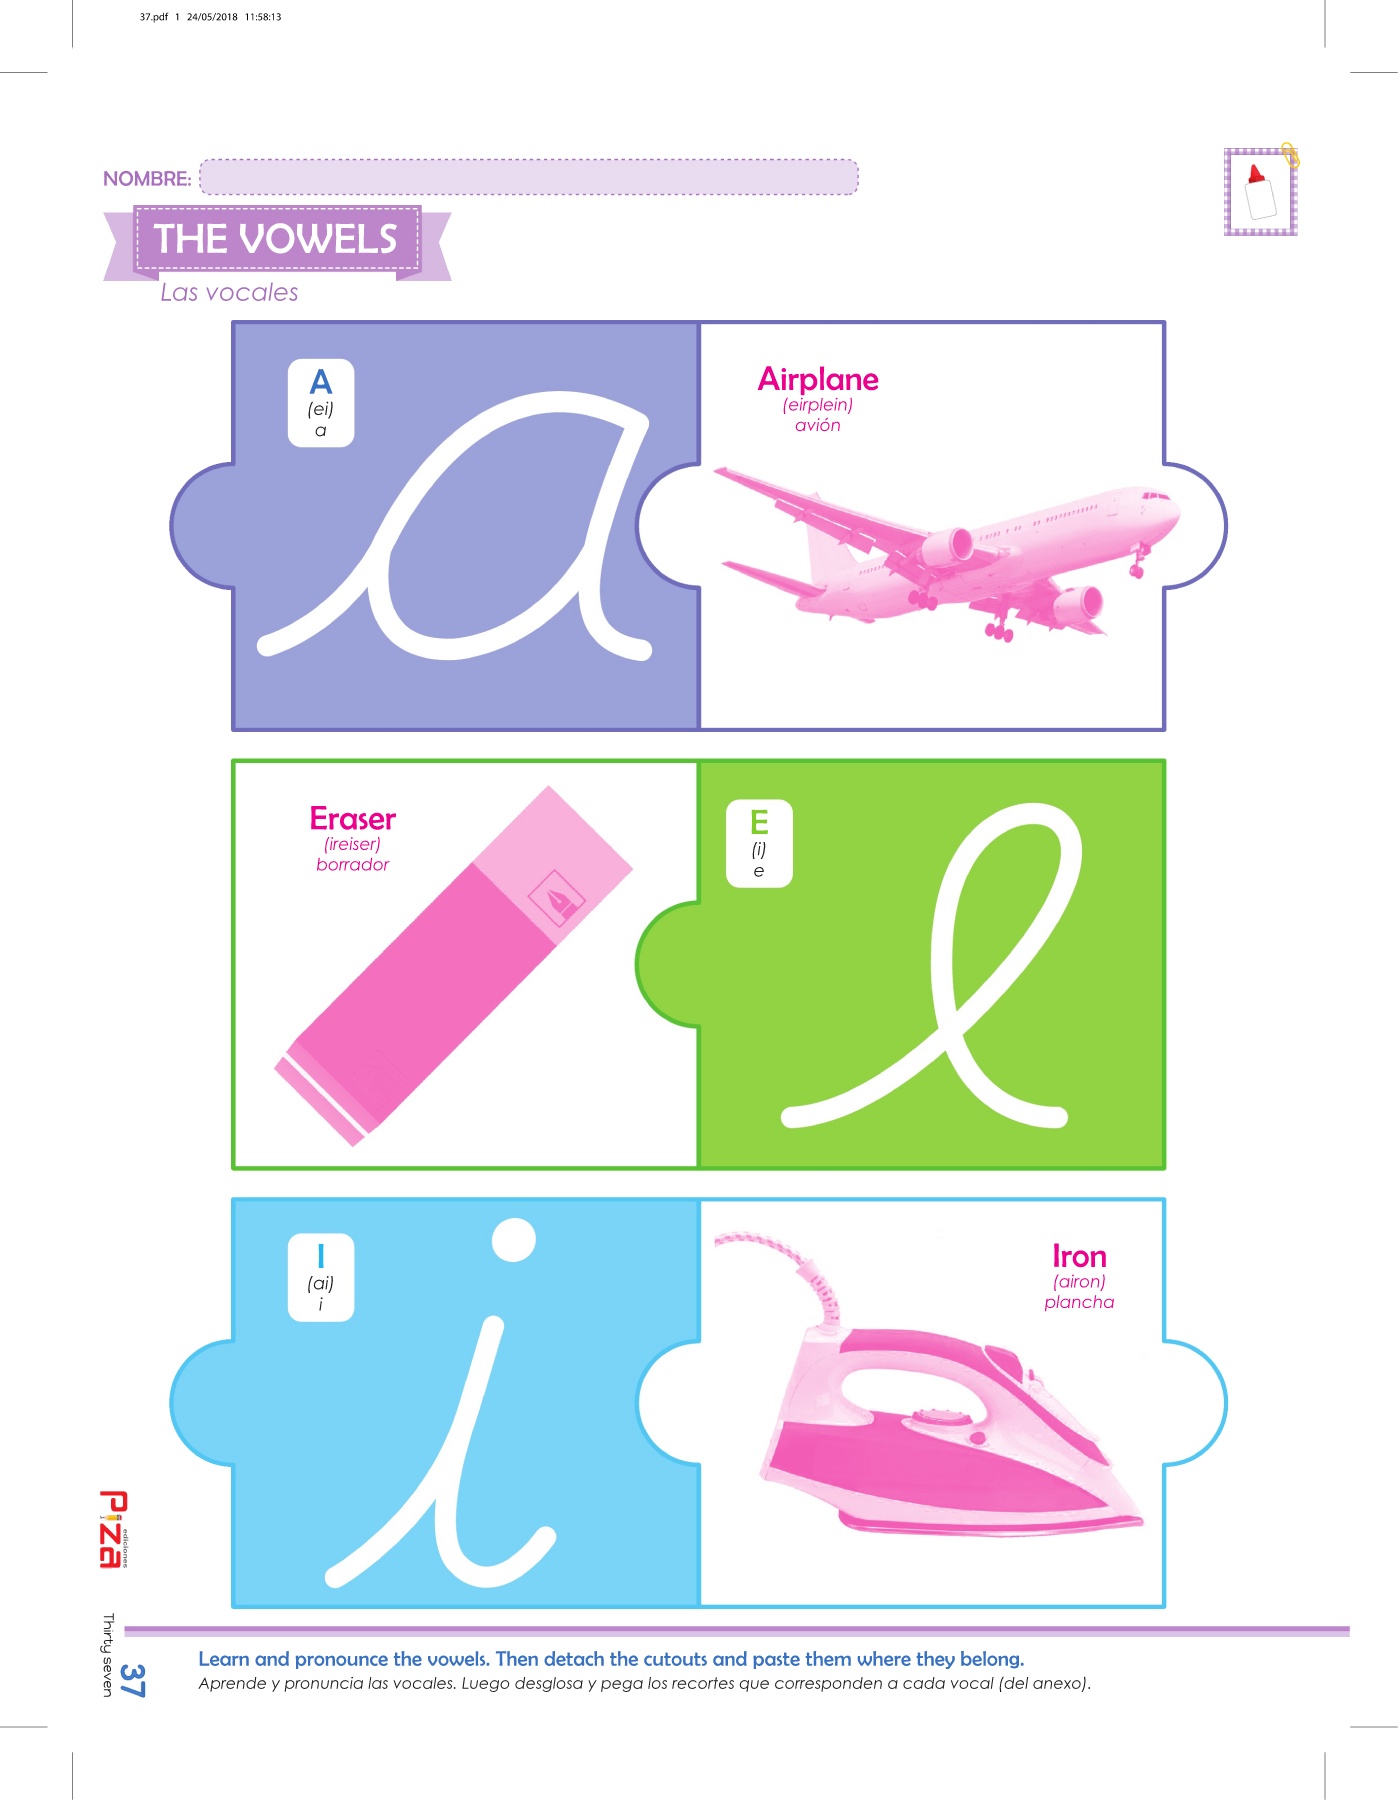 37.pdf 1 24/05/2018 11:58:13
NOMBRE:
THE VOWELS
Las vocales
A
(ei)
a
a
Airplane
(eirplein)
avión
Eraser
(ireiser)
borrador
E
(i)
e
e
I
(ai)
i
i
Iron
(airon)
plancha
piza
ediciones
Thirty seven
37
Learn and pronounce the vowels. Then detach the cutouts and paste them where they belong.
Aprende y pronuncia las vocales. Luego desglosa y pega los recortes que corresponden a cada vocal (del anexo).